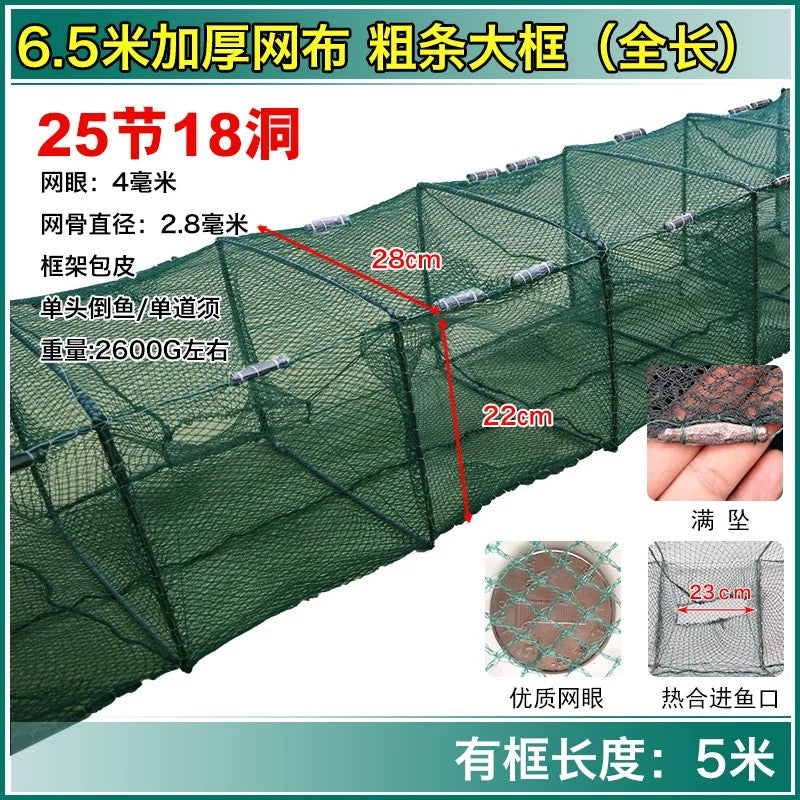 6.5米加厚网布 粗条大框（全长）
25节18洞
网眼：4毫米
网骨直径：2.8毫米
框架包皮
单头倒鱼/单道须
重量:2600G左右
28cm
22cm
满 坠
23cm
优质网眼
热合进鱼口
有框长度：5米